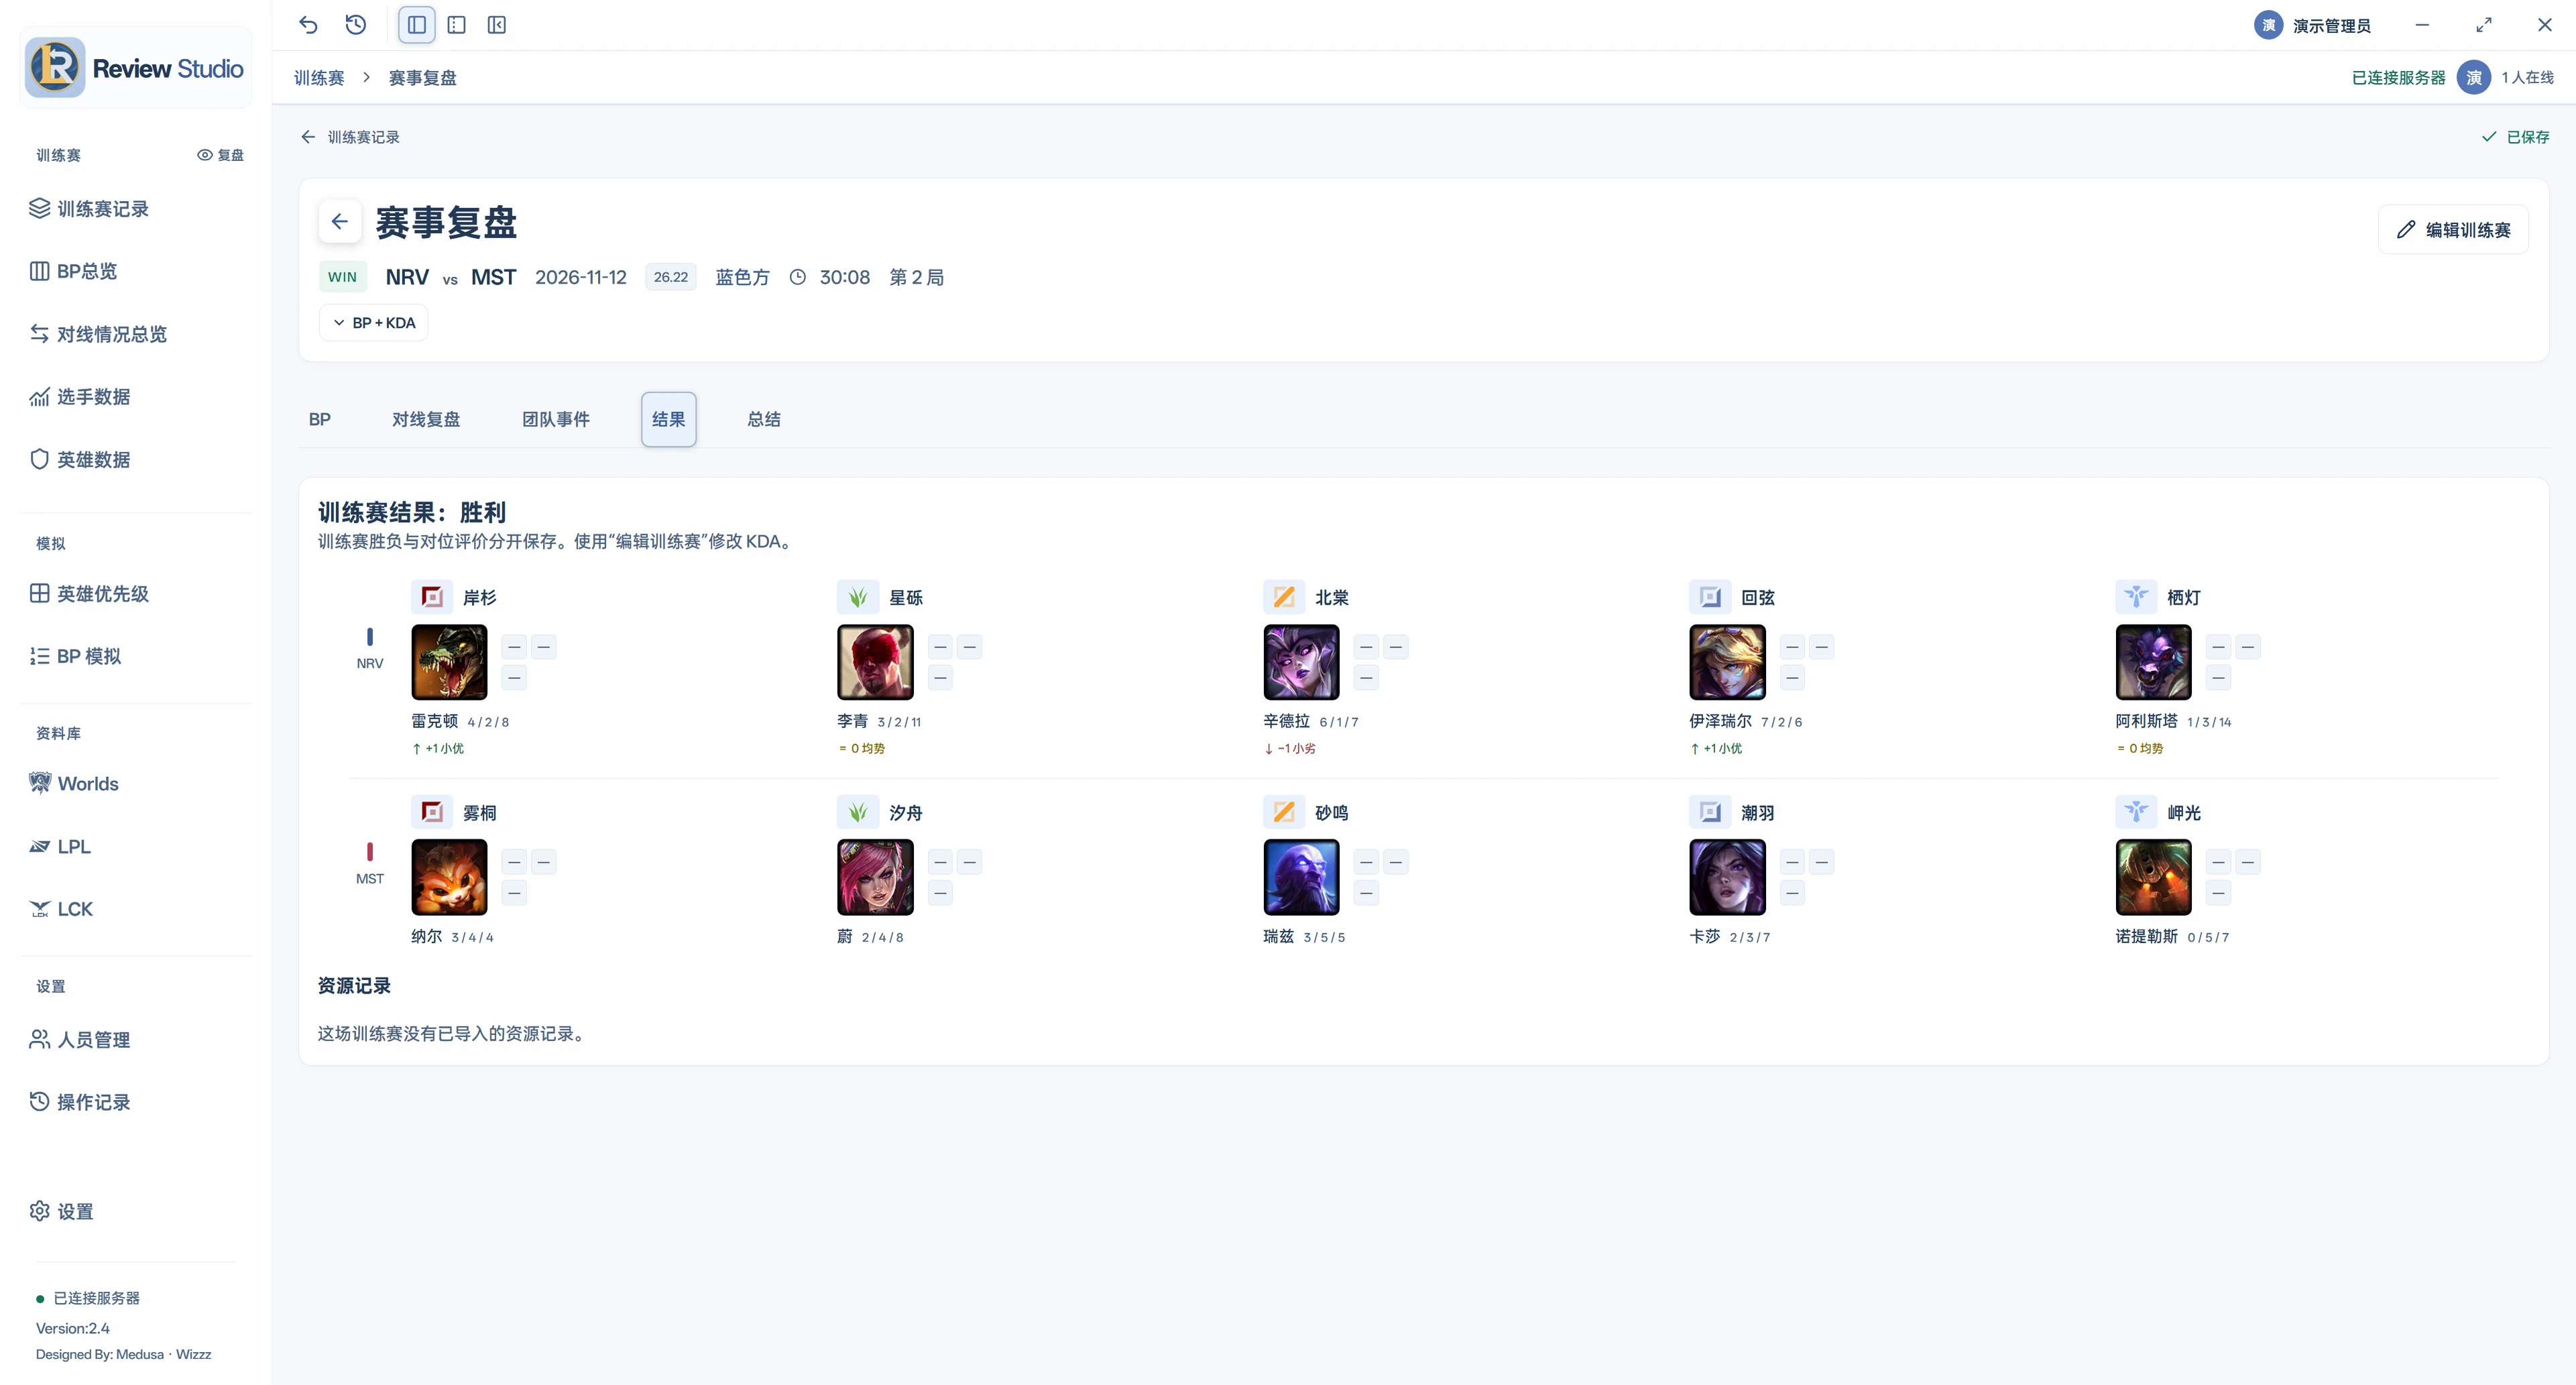 演 演示管理员
Review Studio
训练赛 > 赛事复盘
已连接服务器 演 1 人在线
训练赛 复盘
训练赛记录
BP总览
对线情况总览
选手数据
英雄数据
模拟
英雄优先级
BP 模拟
资料库
Worlds
LPL
LCK
设置
人员管理
操作记录
设置
已连接服务器
Version:2.4
Designed By: Medusa · Wizzz
← 训练赛记录
已保存
赛事复盘
编辑训练赛
WIN NRV vs MST 2026-11-12 26.22 蓝色方 30:08 第 2 局
BP + KDA
BP 对线复盘 团队事件 结果 总结
训练赛结果：胜利
训练赛胜负与对位评价分开保存。使用“编辑训练赛”修改 KDA。
岸杉 星砾 北棠 回弦 栖灯
NRV
— — — — — — — — — —
— — — — —
雷克顿 4 / 2 / 8 李青 3 / 2 / 11 辛德拉 6 / 1 / 7 伊泽瑞尔 7 / 2 / 6 阿利斯塔 1 / 3 / 14
↑ +1 小优 = 0 均势 ↓ −1 小劣 ↑ +1 小优 = 0 均势
雾桐 汐舟 砂鸣 潮羽 岬光
MST
— — — — — — — — — —
— — — — —
纳尔 3 / 4 / 4 蔚 2 / 4 / 8 瑞兹 3 / 5 / 5 卡莎 2 / 3 / 7 诺提勒斯 0 / 5 / 7
资源记录
这场训练赛没有已导入的资源记录。